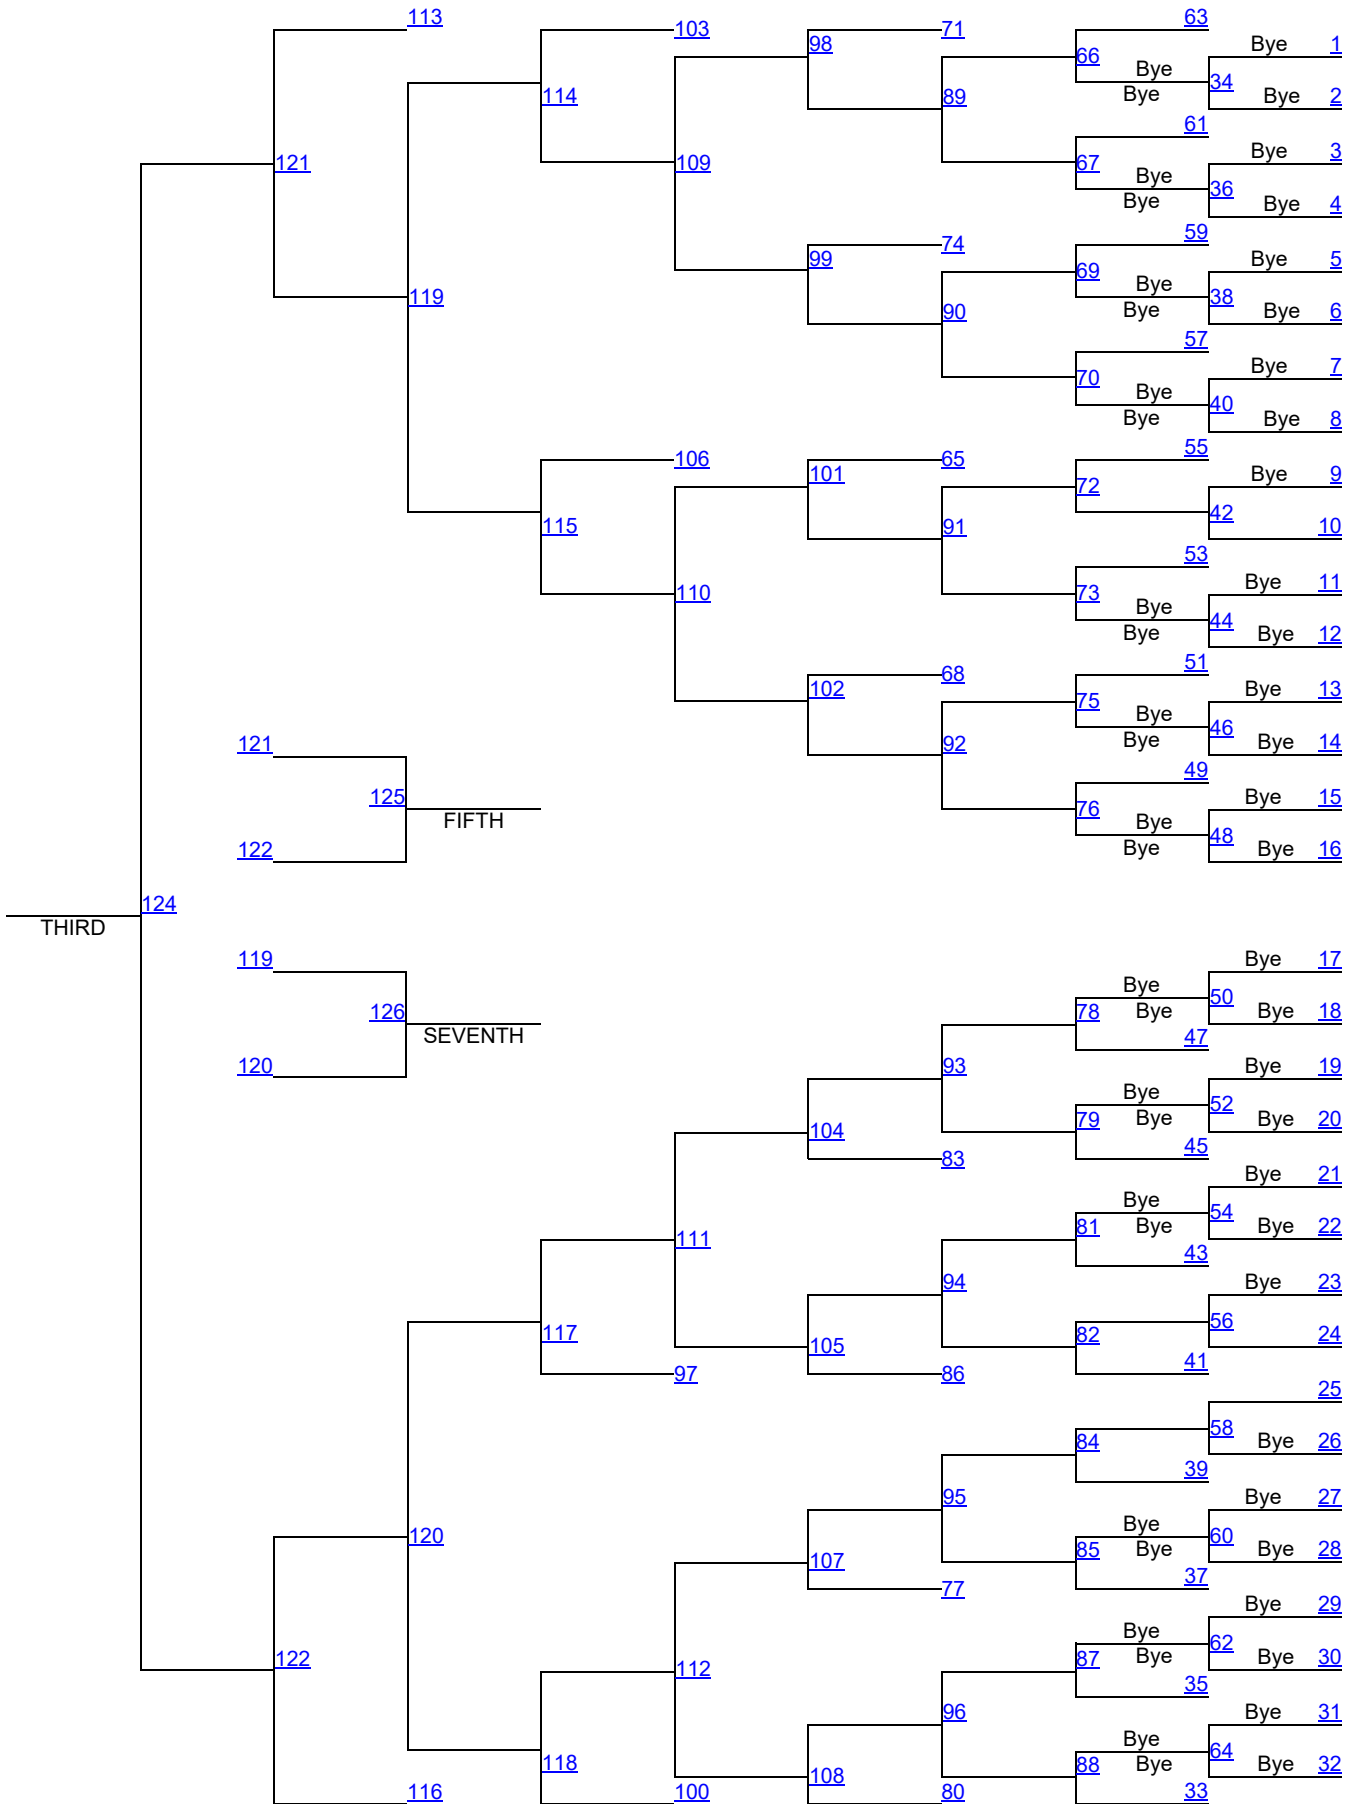 113 103 71 63
98 66 Bye 1
Bye 34
114 89 Bye Bye 2
61
121 109 67 Bye 3
Bye 36
Bye Bye 4
74 59
99 69 Bye 5
119 Bye 38
90 Bye Bye 6
57
70 Bye 7
Bye 40
Bye Bye 8
106 65 55
101 72 Bye 9
42
115 91 10
53
110 73 Bye 11
Bye 44
Bye Bye 12
68 51
102 75 Bye 13
Bye 46
121 92 Bye Bye 14
49
125 76 Bye 15
FIFTH Bye 48
122 Bye Bye 16
124
THIRD
119 Bye 17
Bye 50
126 78 Bye 18
SEVENTH 47
120 93 Bye 19
Bye 52
104 79 Bye Bye 20
83 45
Bye 21
Bye 54
111 81 Bye Bye 22
43
94 Bye 23
56
117 105 82 24
97 86 41
25
58
84 Bye 26
39
95 Bye 27
Bye 60
120 107 85 Bye Bye 28
77 37
Bye 29
Bye 62
122 112 87 Bye Bye 30
35
96 Bye 31
Bye 64
118 108 88 Bye Bye 32
116 100 80 33